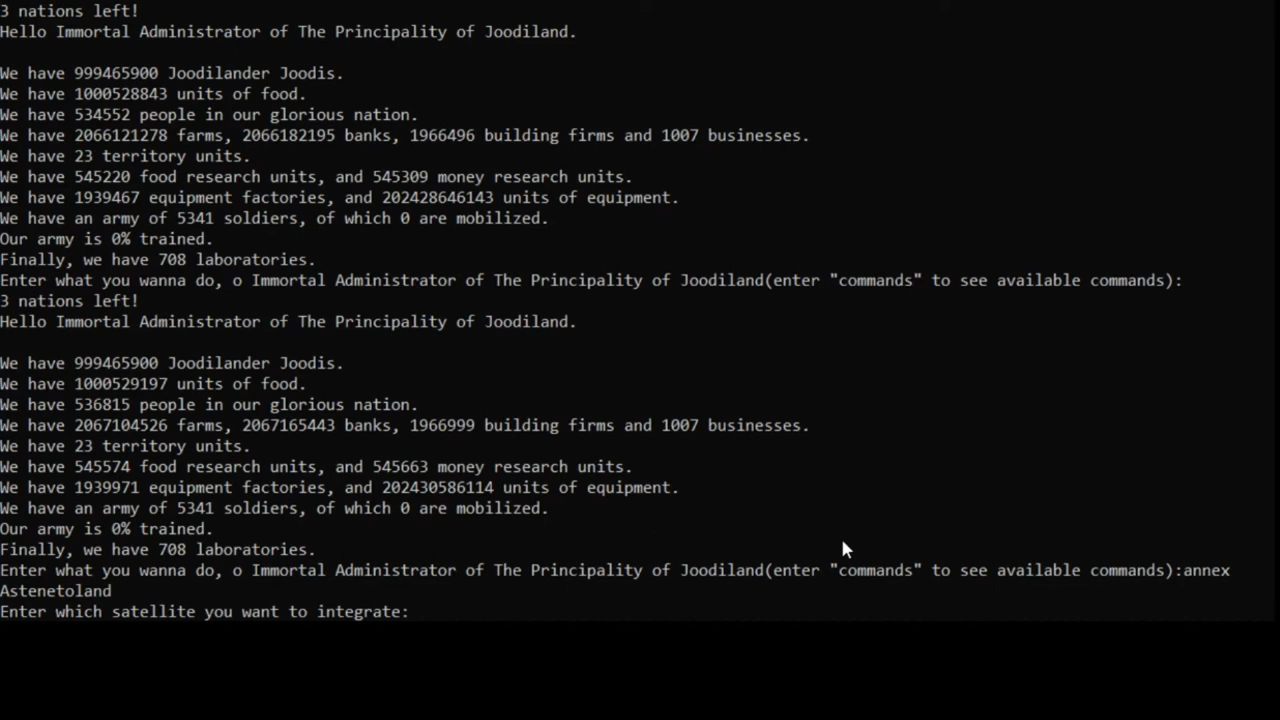 3 nations left!
Hello Immortal Administrator of The Principality of Joodiland.
We have 999465900 Joodilander Joodis.
We have 1000528843 units of food.
We have 534552 people in our glorious nation.
We have 2066121278 farms, 2066182195 banks, 1966496 building firms and 1007 businesses.
We have 23 territory units.
We have 545220 food research units, and 545309 money research units.
We have 1939467 equipment factories, and 202428646143 units of equipment.
We have an army of 5341 soldiers, of which 0 are mobilized.
Our army is 0% trained.
Finally, we have 708 laboratories.
Enter what you wanna do, o Immortal Administrator of The Principality of Joodiland(enter "commands" to see available commands):
3 nations left!
Hello Immortal Administrator of The Principality of Joodiland.
We have 999465900 Joodilander Joodis.
We have 1000529197 units of food.
We have 536815 people in our glorious nation.
We have 2067104526 farms, 2067165443 banks, 1966999 building firms and 1007 businesses.
We have 23 territory units.
We have 545574 food research units, and 545663 money research units.
We have 1939971 equipment factories, and 202430586114 units of equipment.
We have an army of 5341 soldiers, of which 0 are mobilized.
Our army is 0% trained.
Finally, we have 708 laboratories.
Enter what you wanna do, o Immortal Administrator of The Principality of Joodiland(enter "commands" to see available commands):annex
Astenetoland
Enter which satellite you want to integrate: